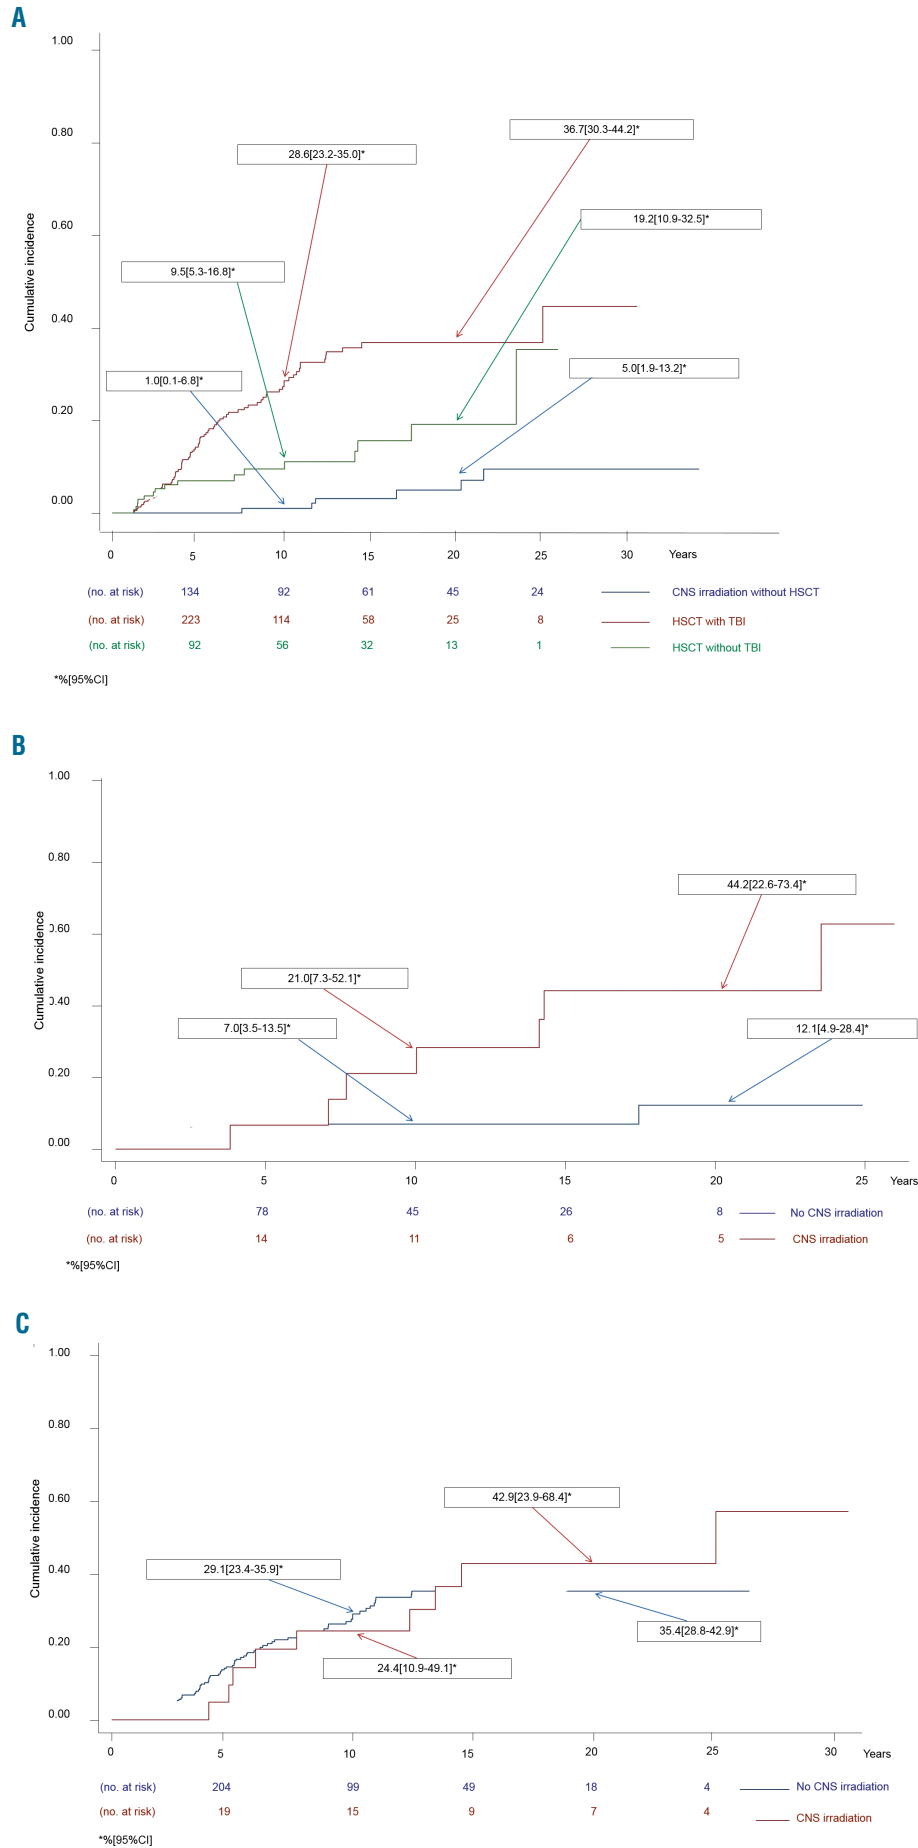 A
1.00
36.7[30.3-44.2]*
0.80
28.6[23.2-35.0]*
0.60
19.2[10.9-32.5]*
9.5[5.3-16.8]*
Cumulative incidence
0.40
5.0[1.9-13.2]*
1.0[0.1-6.8]*
0.20
0.00
0 5 10 15 20 25 30 Years
(no. at risk) 134 92 61 45 24 CNS irradiation without HSCT
(no. at risk) 223 114 58 25 8 HSCT with TBI
(no. at risk) 92 56 32 13 1 HSCT without TBI
*%[95%CI]
B
1.00
0.80
44.2[22.6-73.4]*
0.60
Cumulative incidence
21.0[7.3-52.1]*
0.40
7.0[3.5-13.5]*
12.1[4.9-28.4]*
0.20
0.00
0 5 10 15 20 25 Years
(no. at risk) 78 45 26 8 No CNS irradiation
(no. at risk) 14 11 6 5 CNS irradiation
*%[95%CI]
C
1.00
0.80
0.60
42.9[23.9-68.4]*
Cumulative incidence
0.40
29.1[23.4-35.9]*
35.4[28.8-42.9]*
0.20
24.4[10.9-49.1]*
0.00
0 5 10 15 20 25 30 Years
(no. at risk) 204 99 49 18 4 No CNS irradiation
(no. at risk) 19 15 9 7 4 CNS irradiation
*%[95%CI]